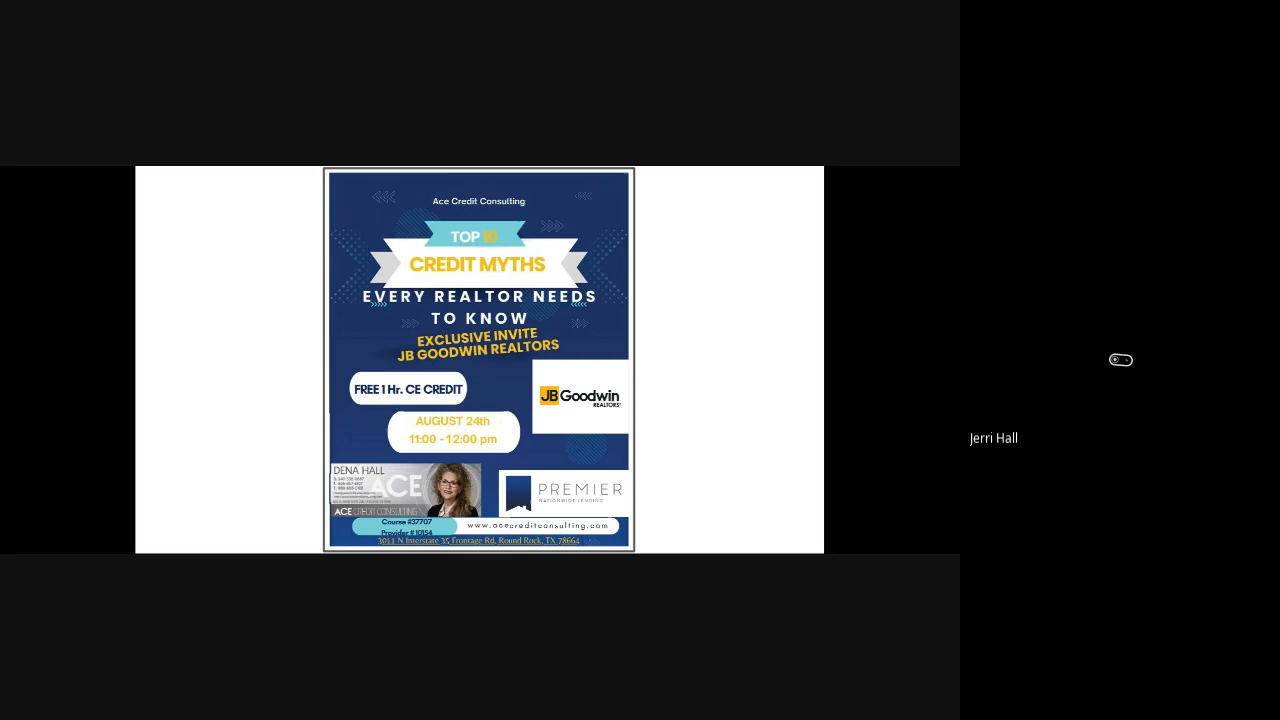 Ace Credit Consulting
TOP 10
CREDIT MYTHS
EVERY REALTOR NEEDS
TO KNOW
EXCLUSIVE INVITE
JB GOODWIN REALTORS
FREE 1 Hr. CE CREDIT
JB Goodwin
REALTORS®
AUGUST 24th
11:00 - 12:00 pm
DENA HALL
ACE
ACE CREDIT CONSULTING
PREMIER
NATIONWIDE LENDING
Course #37707
Provider #10154
www.acecreditconsulting.com
3011 N Interstate 35 Frontage Rd, Round Rock, TX 78664
Jerri Hall